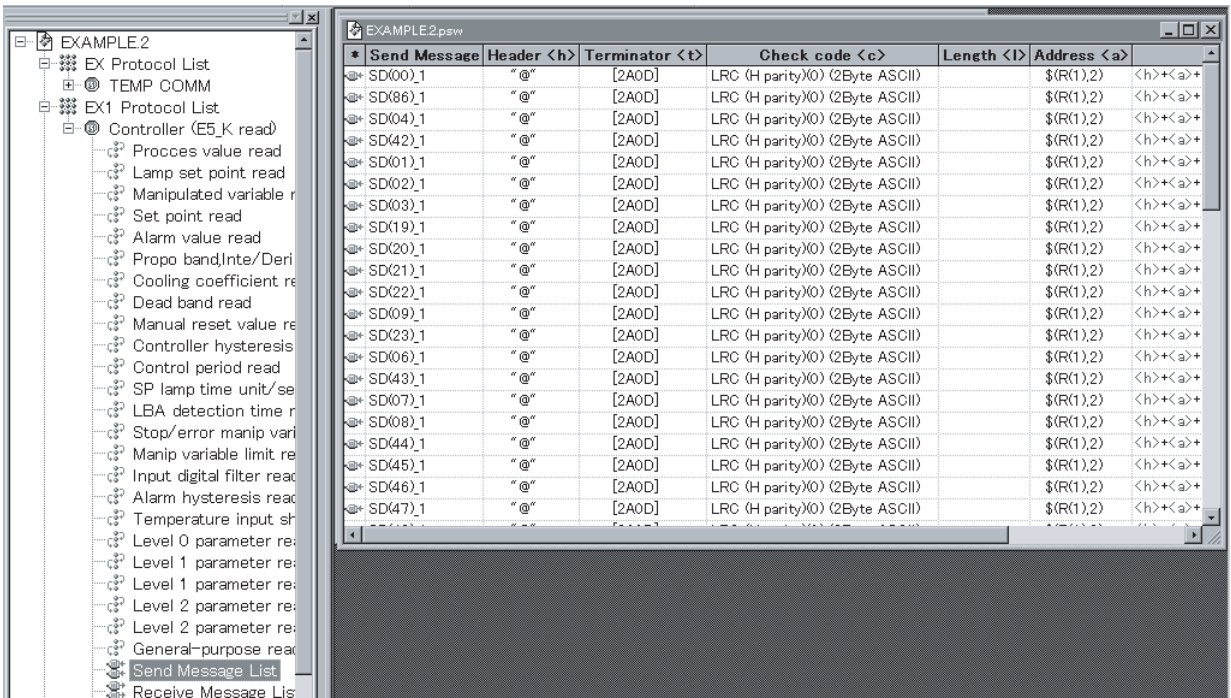 EXAMPLE.2
EX Protocol List
TEMP COMM
EX1 Protocol List
Controller (E5_K read)
Procces value read
Lamp set point read
Manipulated variable r
Set point read
Alarm value read
Propo band,Inte/Deri
Cooling coefficient re
Dead band read
Manual reset value re
Controller hysteresis
Control period read
SP lamp time unit/se
LBA detection time r
Stop/error manip vari
Manip variable limit re
Input digital filter read
Alarm hysteresis read
Temperature input sh
Level 0 parameter rea
Level 1 parameter rea
Level 1 parameter rea
Level 2 parameter rea
Level 2 parameter rea
General-purpose read
Send Message List
Receive Message Lis
EXAMPLE2.psw
* Send Message Header <h> Terminator <t> Check code <c> Length <l> Address <a>
SD(00)_1 "@" [2A0D] LRC (H parity)(0) (2Byte ASCII) $(R(1),2) <h>+<a>+
SD(86)_1 "@" [2A0D] LRC (H parity)(0) (2Byte ASCII) $(R(1),2) <h>+<a>+
SD(04)_1 "@" [2A0D] LRC (H parity)(0) (2Byte ASCII) $(R(1),2) <h>+<a>+
SD(42)_1 "@" [2A0D] LRC (H parity)(0) (2Byte ASCII) $(R(1),2) <h>+<a>+
SD(01)_1 "@" [2A0D] LRC (H parity)(0) (2Byte ASCII) $(R(1),2) <h>+<a>+
SD(02)_1 "@" [2A0D] LRC (H parity)(0) (2Byte ASCII) $(R(1),2) <h>+<a>+
SD(03)_1 "@" [2A0D] LRC (H parity)(0) (2Byte ASCII) $(R(1),2) <h>+<a>+
SD(19)_1 "@" [2A0D] LRC (H parity)(0) (2Byte ASCII) $(R(1),2) <h>+<a>+
SD(20)_1 "@" [2A0D] LRC (H parity)(0) (2Byte ASCII) $(R(1),2) <h>+<a>+
SD(21)_1 "@" [2A0D] LRC (H parity)(0) (2Byte ASCII) $(R(1),2) <h>+<a>+
SD(22)_1 "@" [2A0D] LRC (H parity)(0) (2Byte ASCII) $(R(1),2) <h>+<a>+
SD(09)_1 "@" [2A0D] LRC (H parity)(0) (2Byte ASCII) $(R(1),2) <h>+<a>+
SD(23)_1 "@" [2A0D] LRC (H parity)(0) (2Byte ASCII) $(R(1),2) <h>+<a>+
SD(06)_1 "@" [2A0D] LRC (H parity)(0) (2Byte ASCII) $(R(1),2) <h>+<a>+
SD(43)_1 "@" [2A0D] LRC (H parity)(0) (2Byte ASCII) $(R(1),2) <h>+<a>+
SD(07)_1 "@" [2A0D] LRC (H parity)(0) (2Byte ASCII) $(R(1),2) <h>+<a>+
SD(08)_1 "@" [2A0D] LRC (H parity)(0) (2Byte ASCII) $(R(1),2) <h>+<a>+
SD(44)_1 "@" [2A0D] LRC (H parity)(0) (2Byte ASCII) $(R(1),2) <h>+<a>+
SD(45)_1 "@" [2A0D] LRC (H parity)(0) (2Byte ASCII) $(R(1),2) <h>+<a>+
SD(46)_1 "@" [2A0D] LRC (H parity)(0) (2Byte ASCII) $(R(1),2) <h>+<a>+
SD(47)_1 "@" [2A0D] LRC (H parity)(0) (2Byte ASCII) $(R(1),2) <h>+<a>+